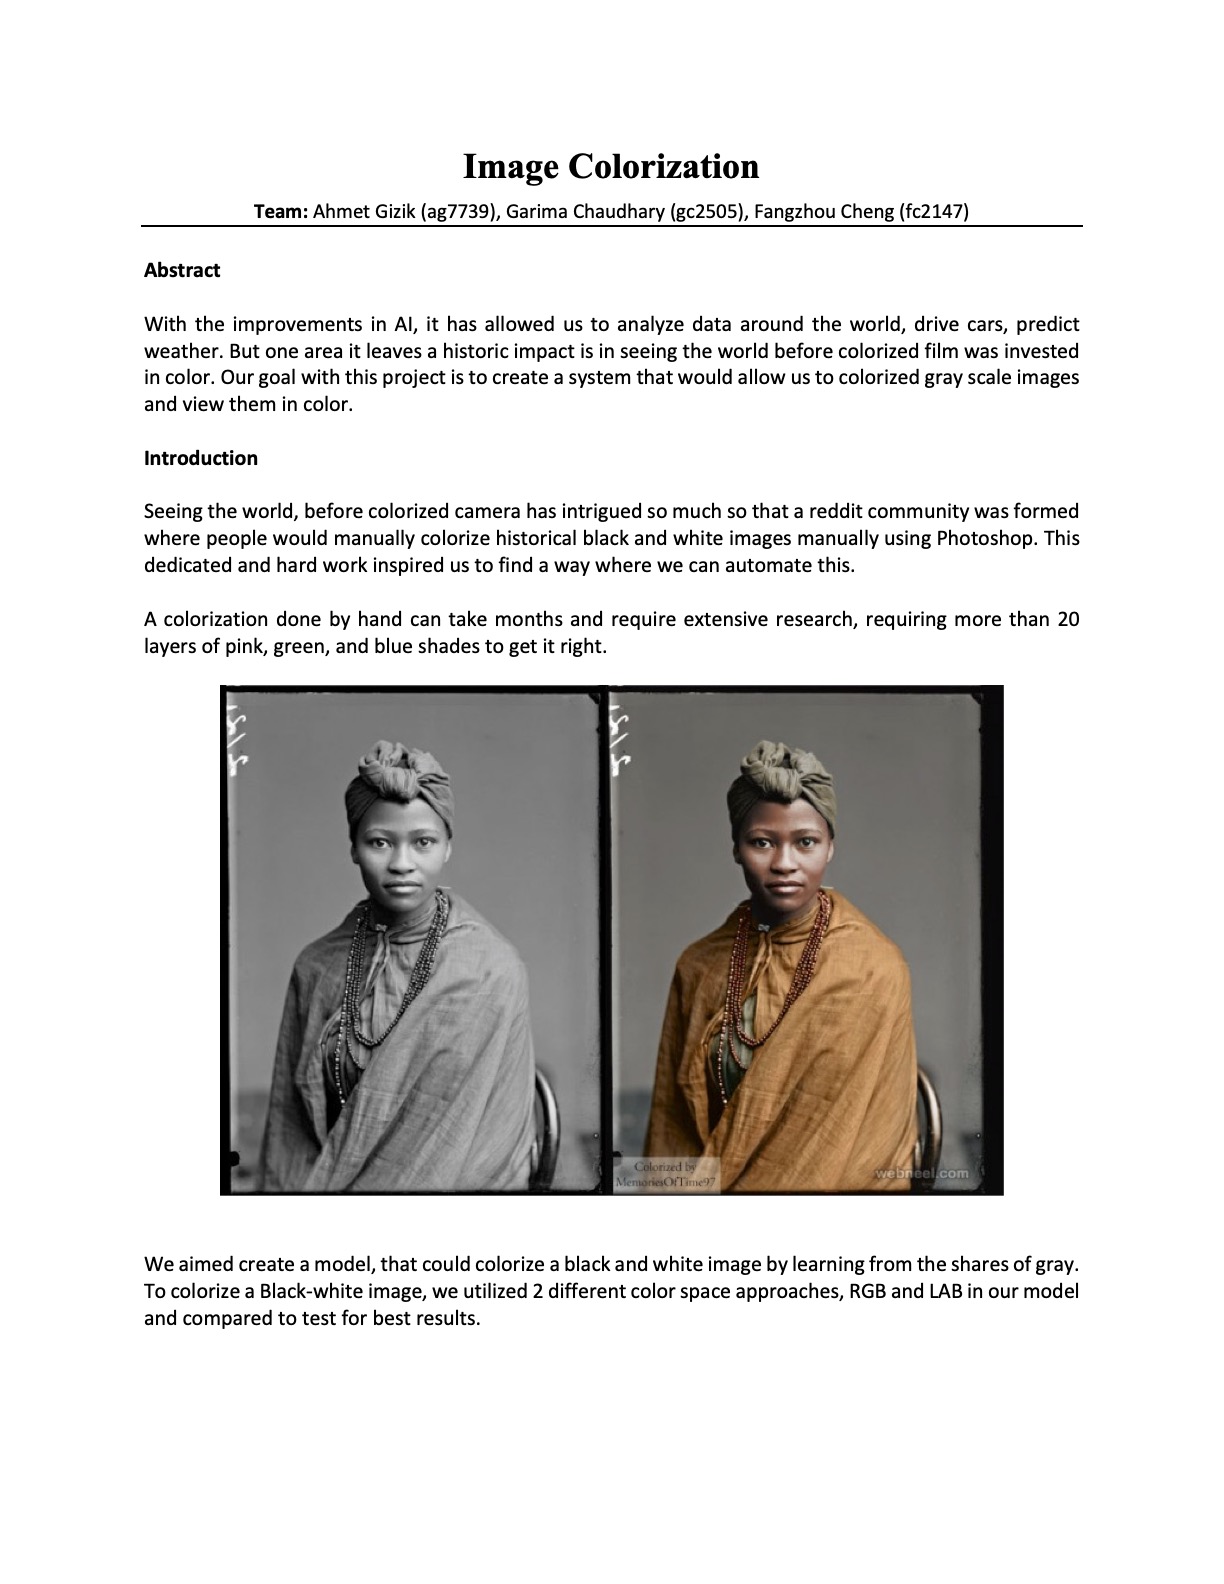 Image Colorization
Team: Ahmet Gizik (ag7739), Garima Chaudhary (gc2505), Fangzhou Cheng (fc2147)
Abstract
With the improvements in AI, it has allowed us to analyze data around the world, drive cars, predict
weather. But one area it leaves a historic impact is in seeing the world before colorized film was invested
in color. Our goal with this project is to create a system that would allow us to colorized gray scale images
and view them in color.
Introduction
Seeing the world, before colorized camera has intrigued so much so that a reddit community was formed
where people would manually colorize historical black and white images manually using Photoshop. This
dedicated and hard work inspired us to find a way where we can automate this.
A colorization done by hand can take months and require extensive research, requiring more than 20
layers of pink, green, and blue shades to get it right.
Colorized by
MemoriesOfTime97
webneel.com
We aimed create a model, that could colorize a black and white image by learning from the shares of gray.
To colorize a Black-white image, we utilized 2 different color space approaches, RGB and LAB in our model
and compared to test for best results.